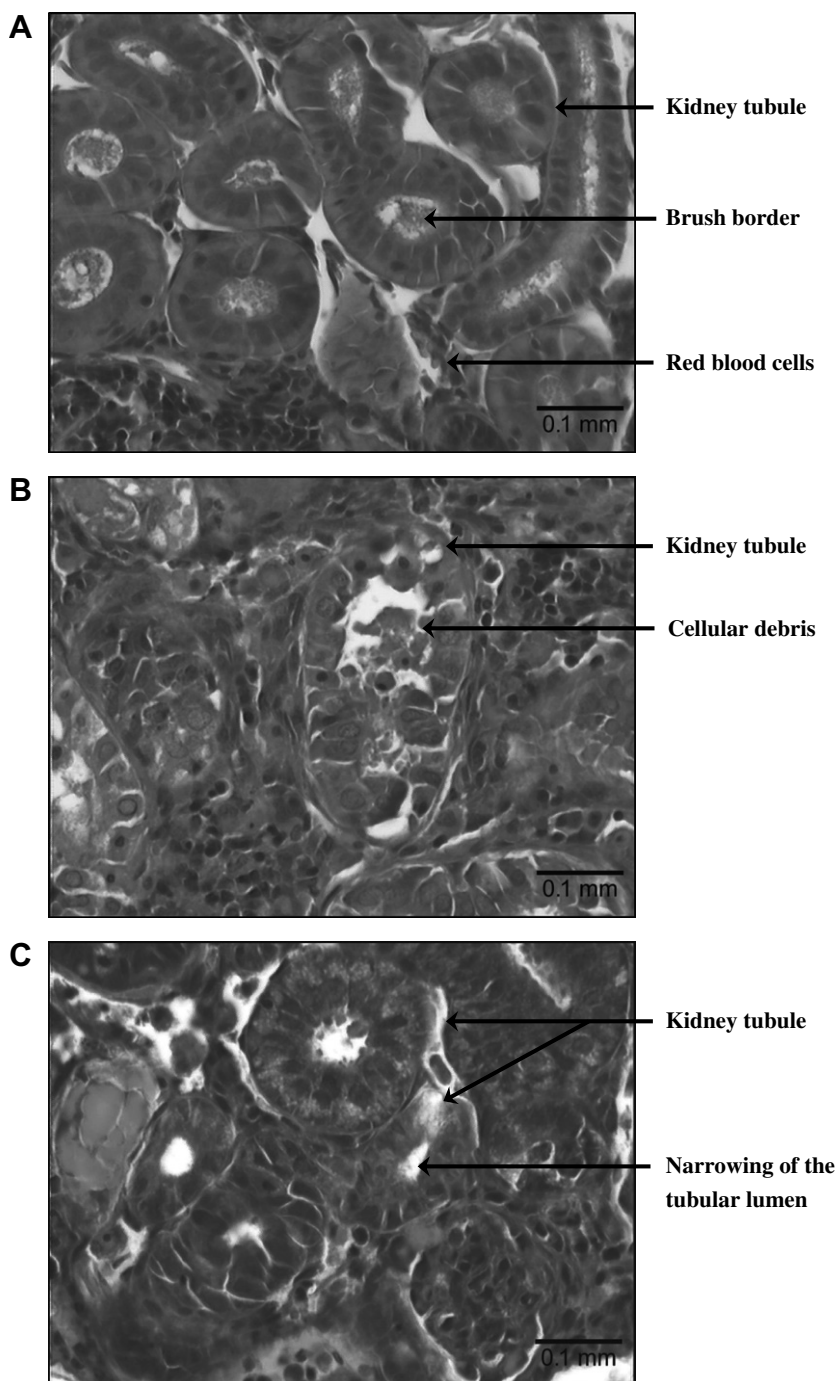 A
Kidney tubule
Brush border
Red blood cells
0.1 mm
B
Kidney tubule
Cellular debris
0.1 mm
C
Kidney tubule
Narrowing of the
tubular lumen
0.1 mm